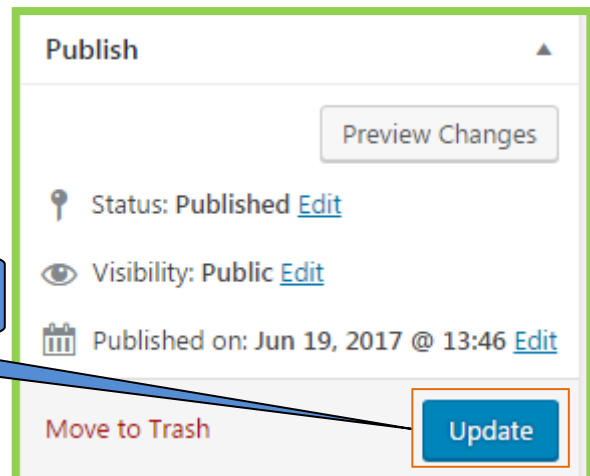 Publish
Preview Changes
Status: Published Edit
Visibility: Public Edit
Published on: Jun 19, 2017 @ 13:46 Edit
Move to Trash Update